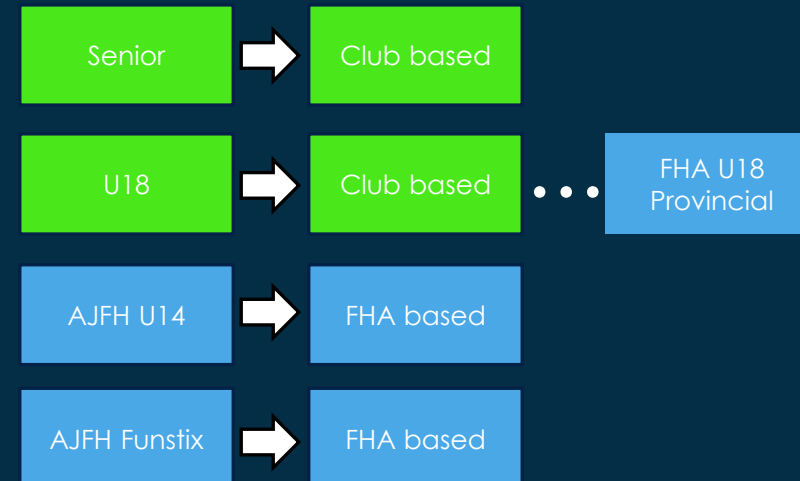 Senior
Club based
U18
Club based
FHA U18
Provincial
AJFH U14
FHA based
AJFH Funstix
FHA based